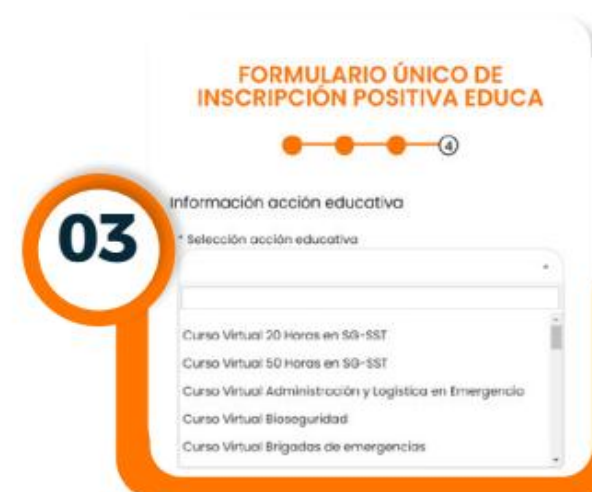 FORMULARIO ÚNICO DE
INSCRIPCIÓN POSITIVA EDUCA
4
03
Información acción educativa
* Selección acción educativa
Curso Virtual 20 Horas en SG-SST
Curso Virtual 50 Horas en SG-SST
Curso Virtual Administración y Logística en Emergencia
Curso Virtual Bioseguridad
Curso Virtual Brigadas de emergencias